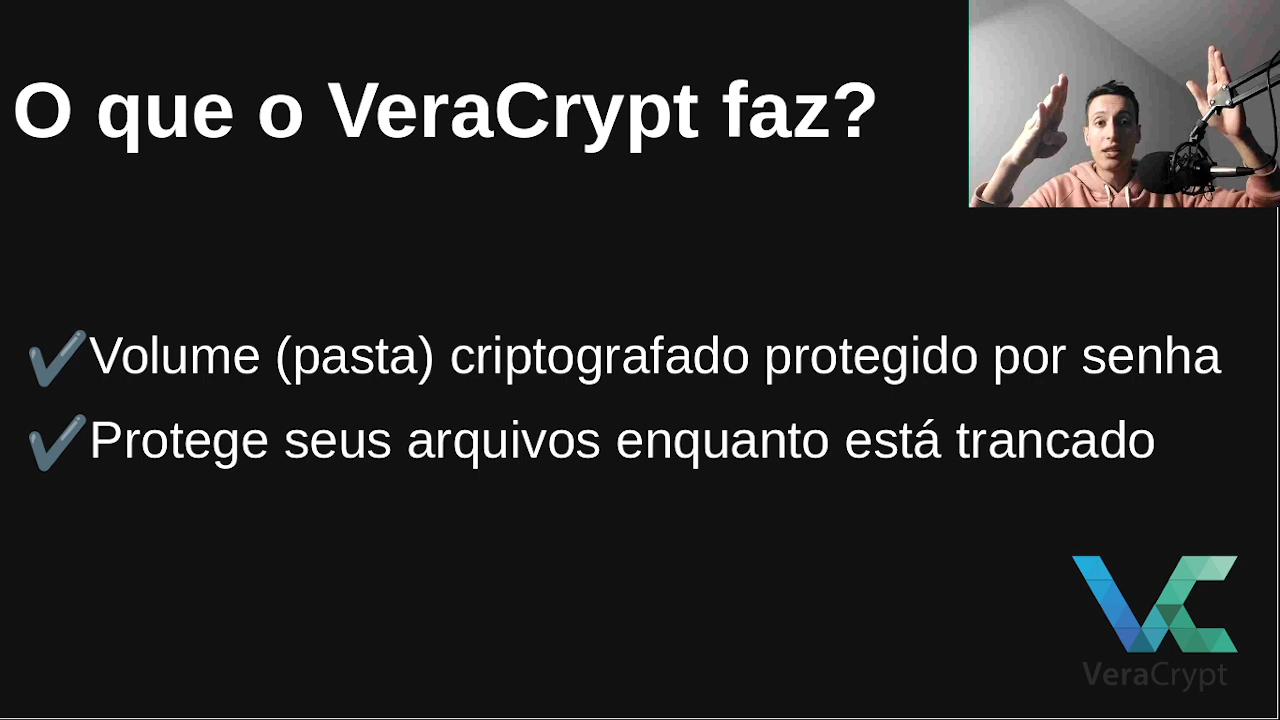 O que o VeraCrypt faz?
Volume (pasta) criptografado protegido por senha
Protege seus arquivos enquanto está trancado
VeraCrypt